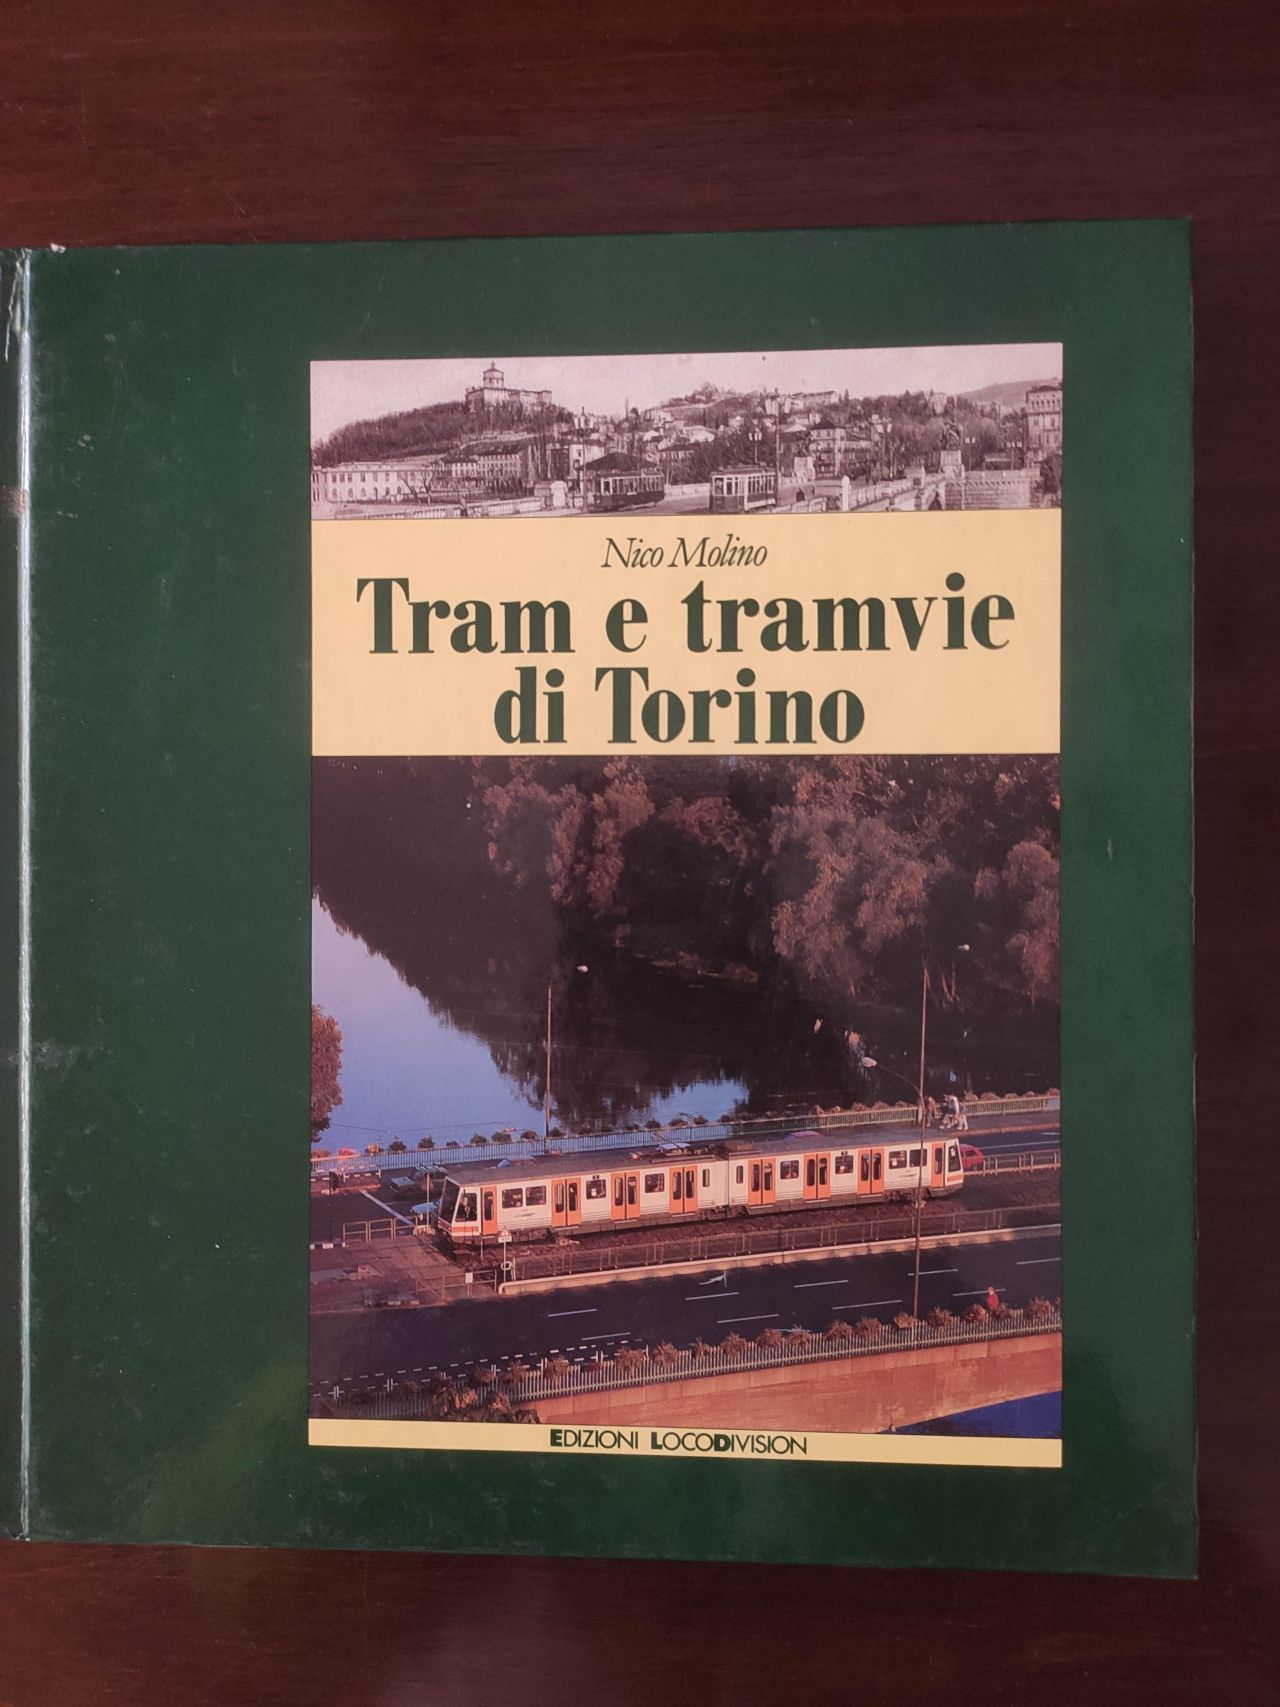 Nico Molino
Tram e tramvie
di Torino
EDIZIONI LOCODIVISION